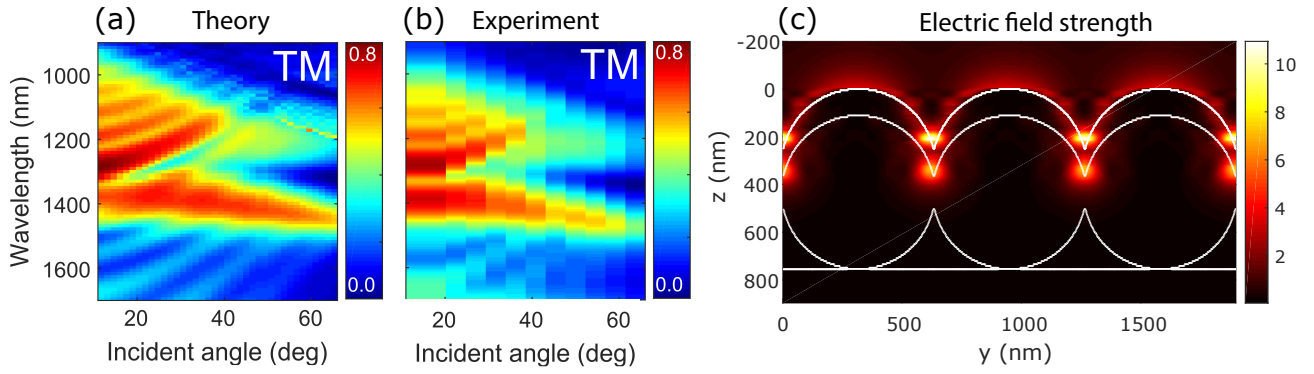 (a) Theory
(b) Experiment
(c) Electric field strength
Wavelength (nm)
1000
1200
1400
1600
20
40
60
Incident angle (deg)
TM
0.8
0.0
20
40
60
Incident angle (deg)
TM
0.8
0.0
z (nm)
-200
0
200
400
600
800
0
500
1000
1500
y (nm)
10
8
6
4
2